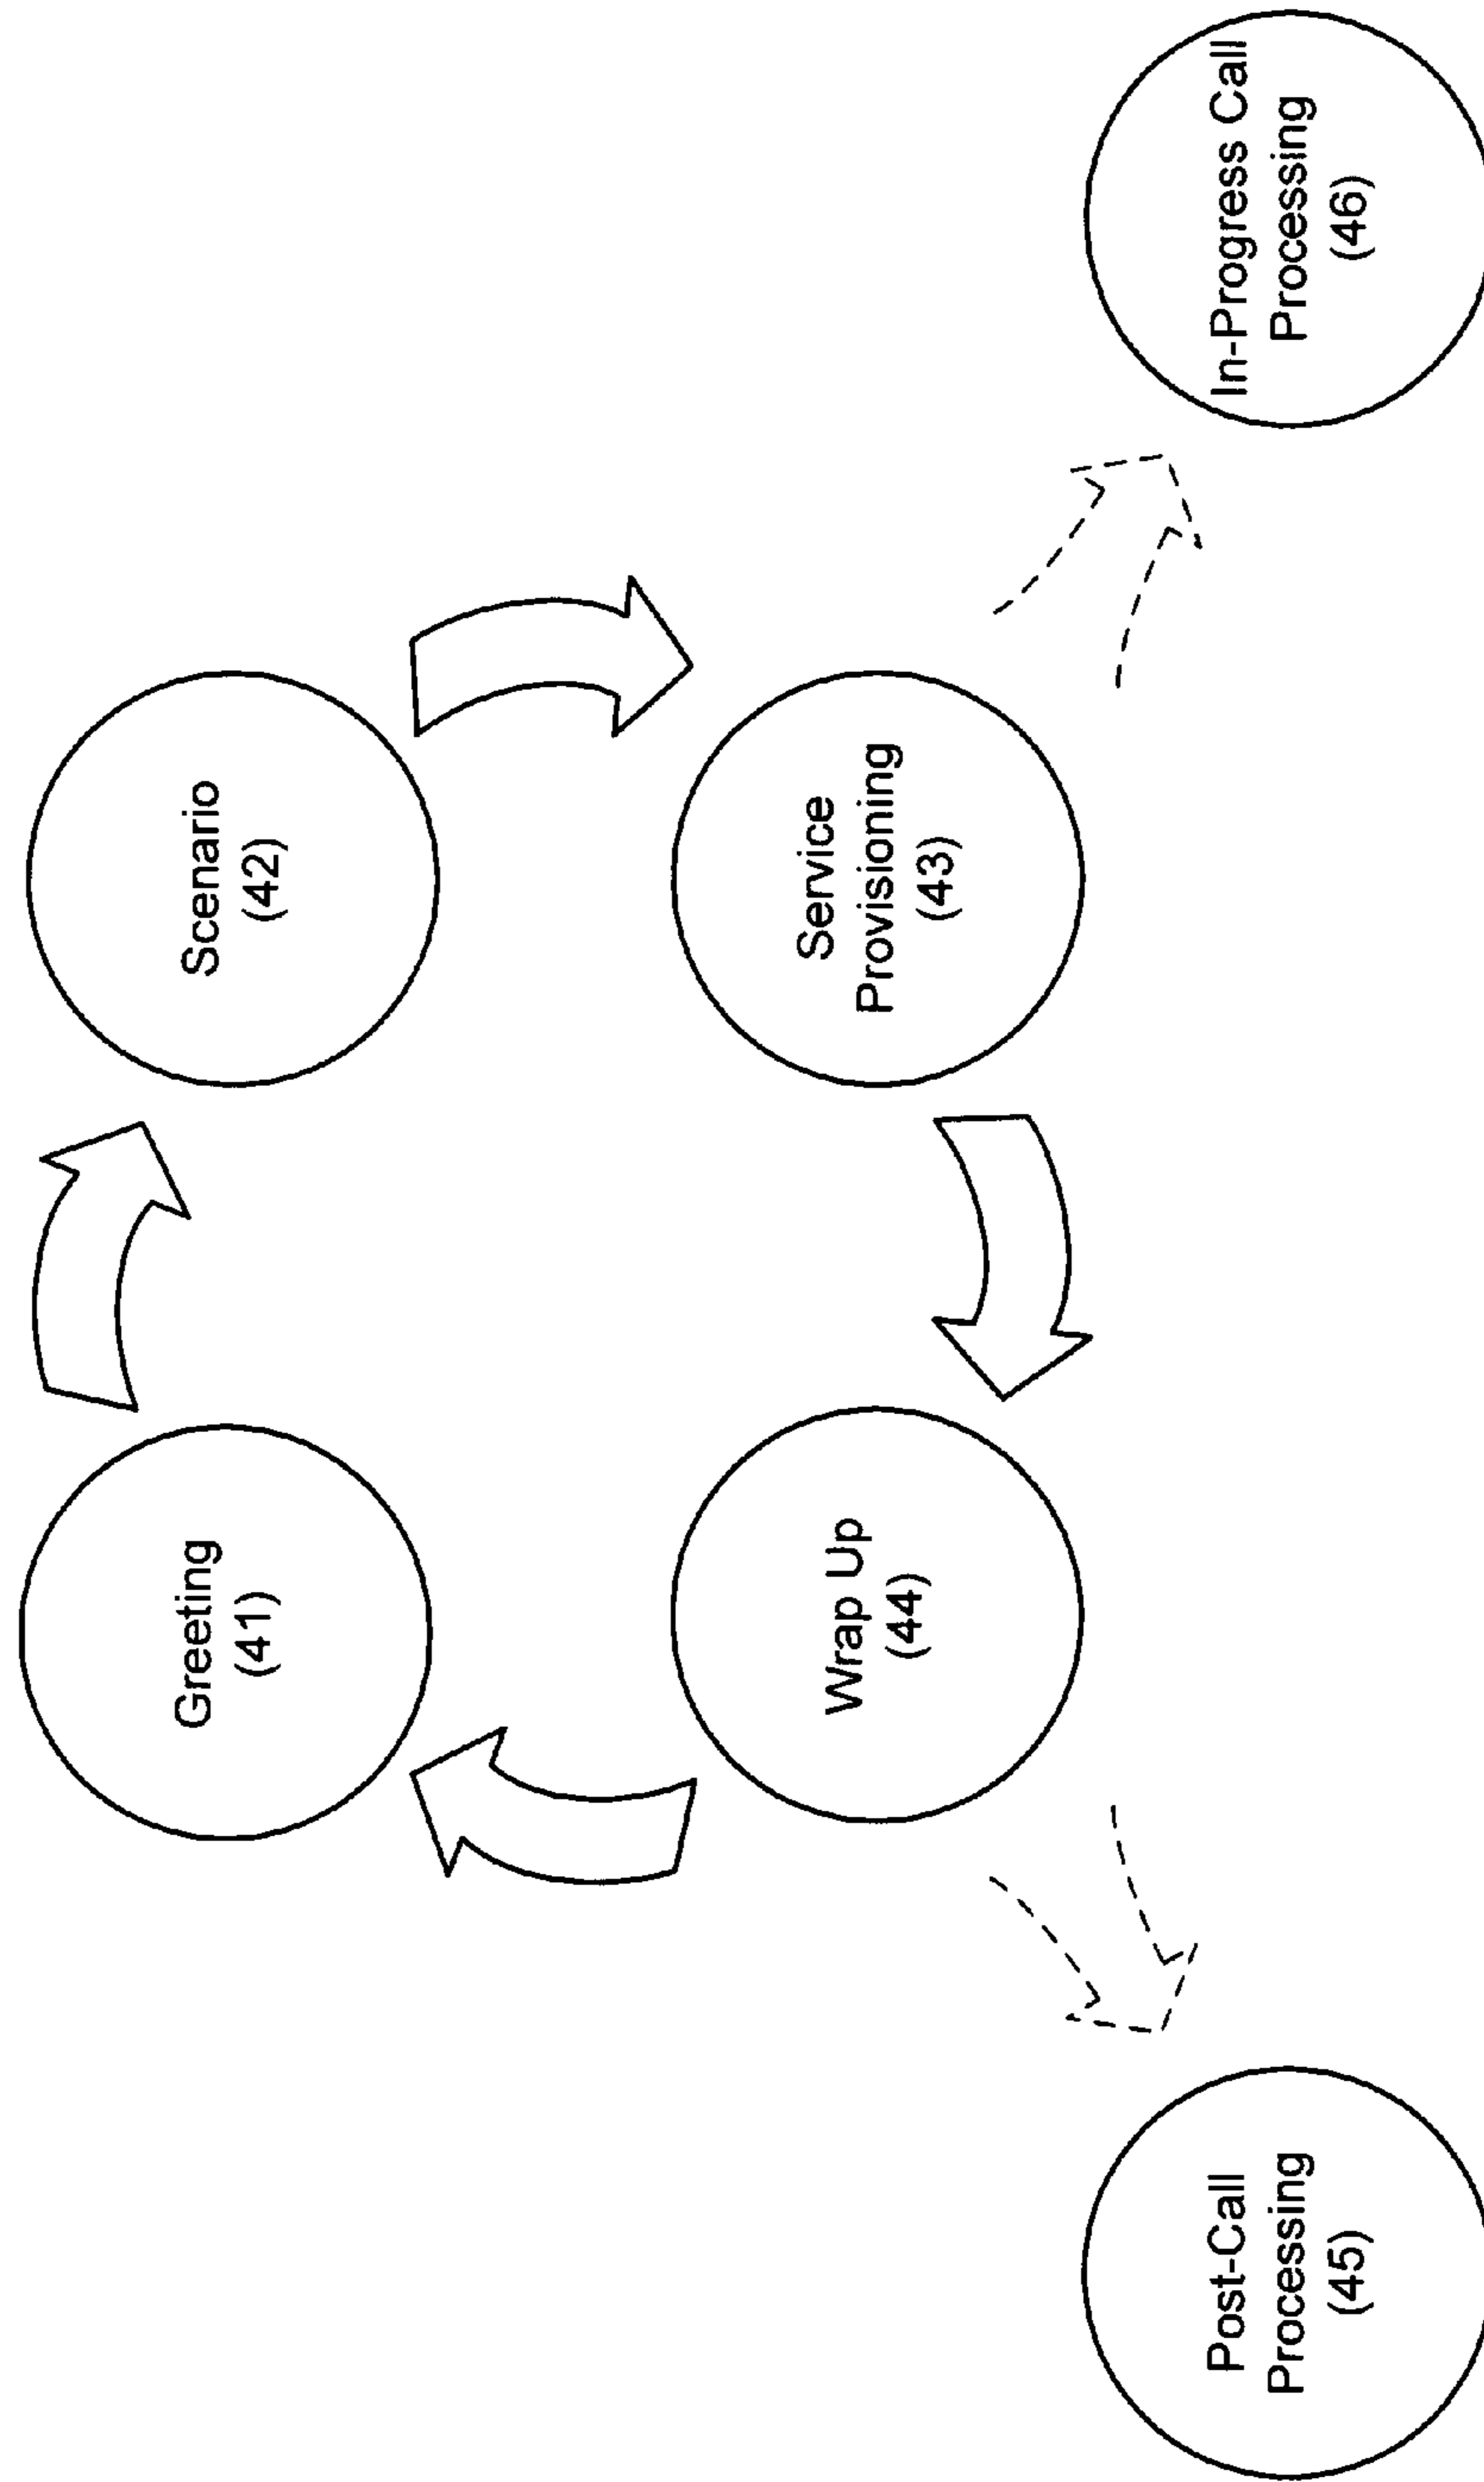 Greeting
(41)
Scenario
(42)
Service
Provisioning
(43)
Wrap Up
(44)
Post-Call
Processing
(45)
In-Progress Call
Processing
(46)